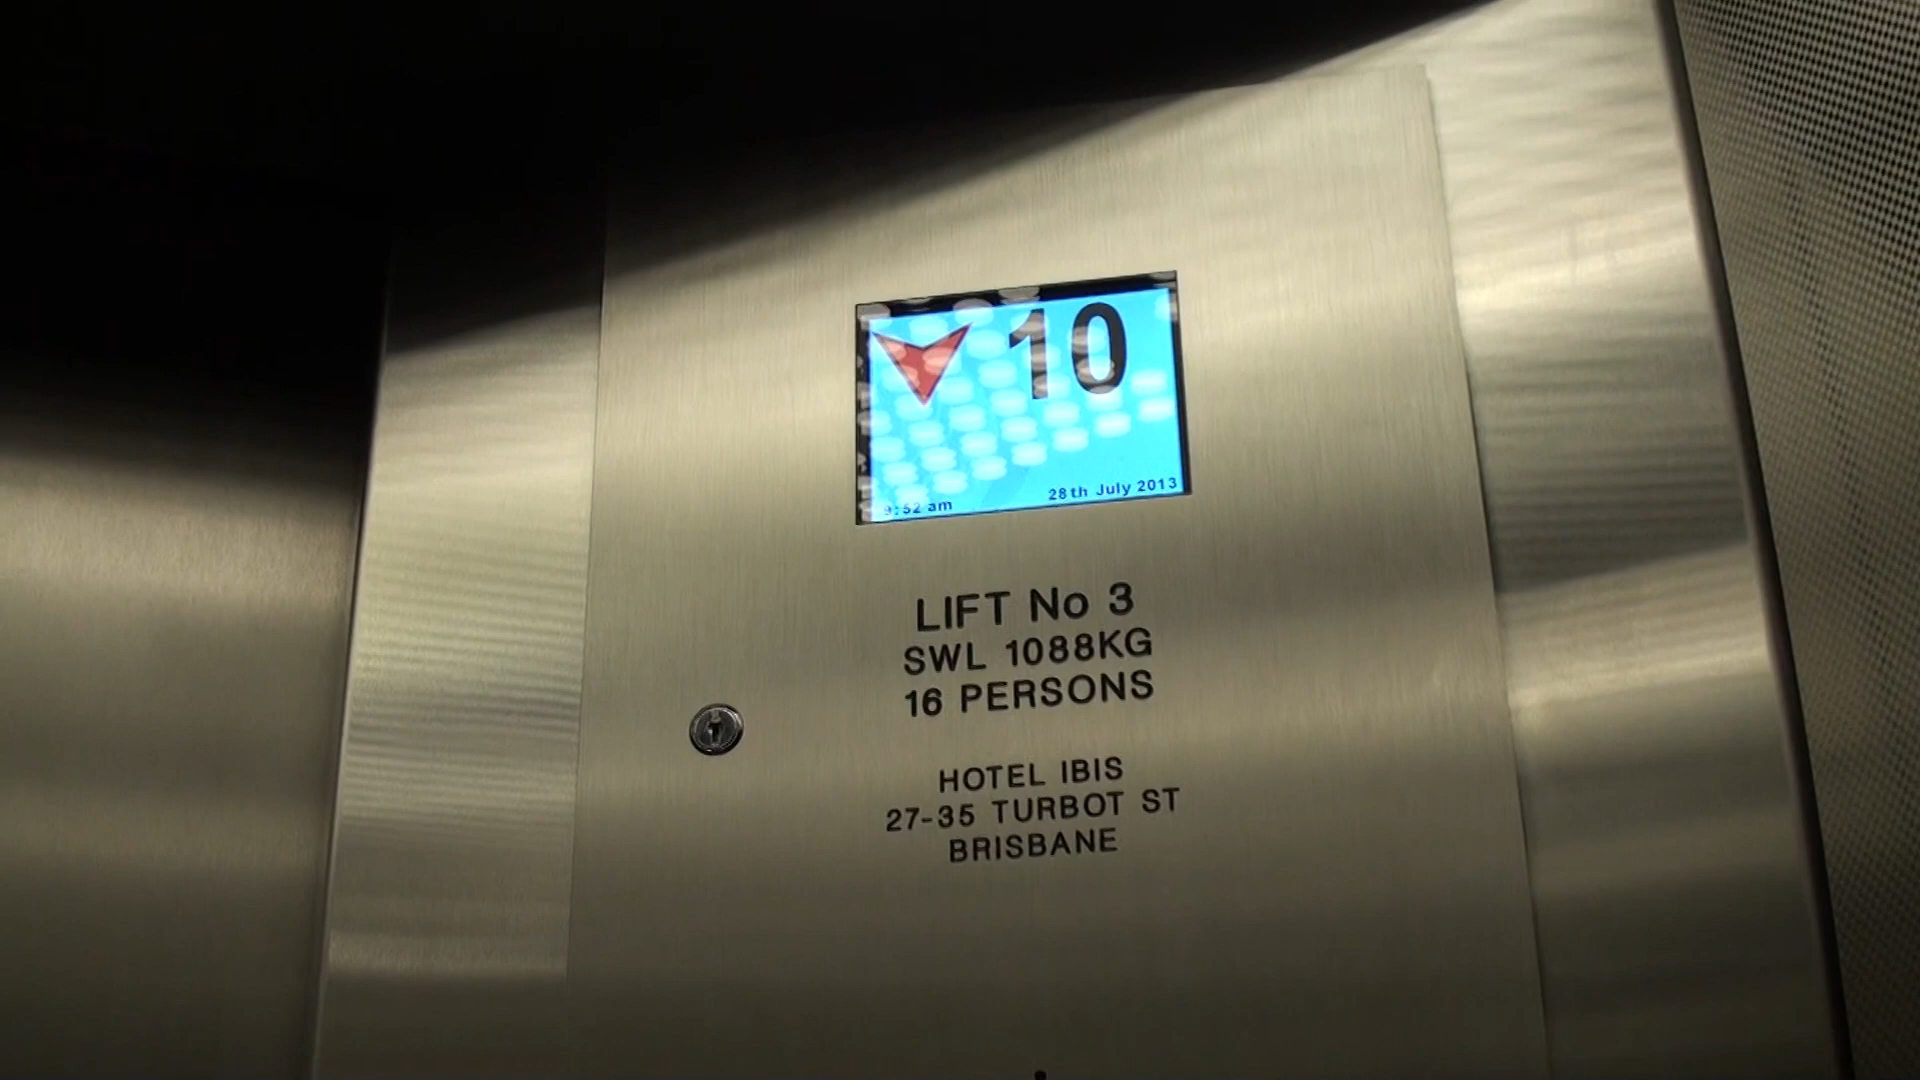 10
9:52 am 28th July 2013
LIFT No 3
SWL 1088KG
16 PERSONS
HOTEL IBIS
27-35 TURBOT ST
BRISBANE